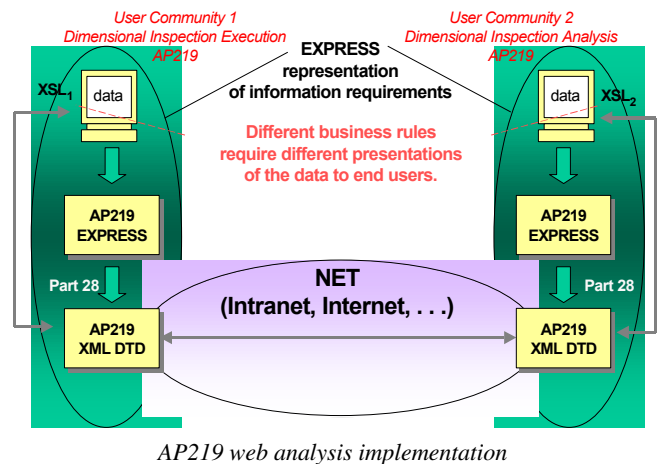 User Community 1
Dimensional Inspection Execution
AP219
User Community 2
Dimensional Inspection Analysis
AP219
EXPRESS
representation
of information requirements
XSL1
data
data
XSL2
Different business rules
require different presentations
of the data to end users.
AP219
EXPRESS
AP219
EXPRESS
Part 28
NET
(Intranet, Internet, . . .)
Part 28
AP219
XML DTD
AP219
XML DTD
AP219 web analysis implementation